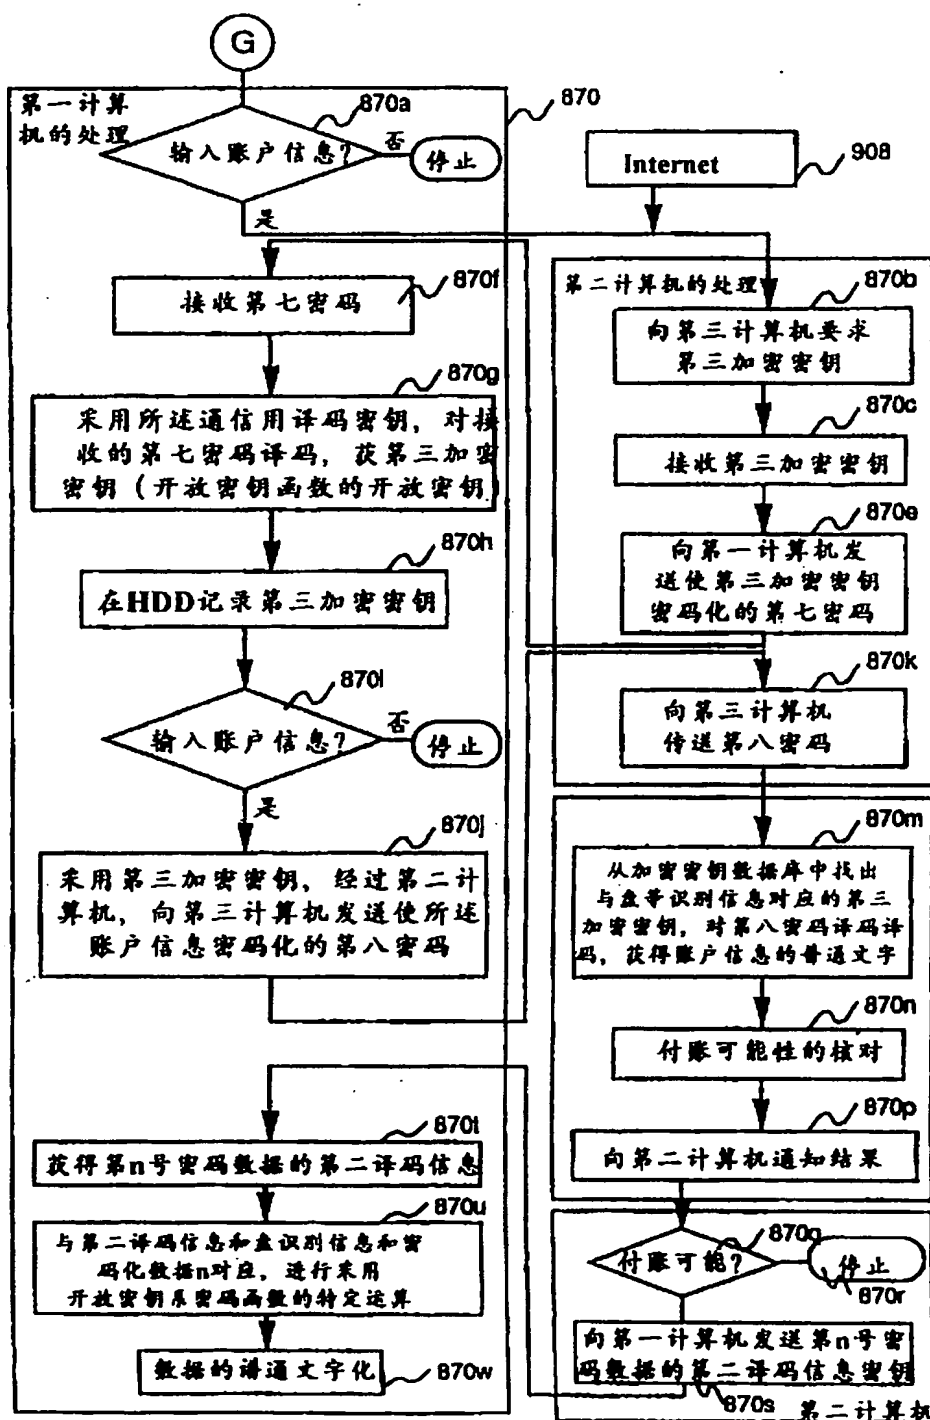 G
第一计算
机的处理
870a
870
输入账户信息?
否
停止
是
Internet
908
870f
接收第七密码
第二计算机的处理
870b
向第三计算机要求
第三加密密钥
870g
采用所述通信用译码密钥，对接
收的第七密码译码，获第三加密
密钥（开放密钥函数的开放密钥）
870c
接收第三加密密钥
870e
向第一计算机发
送使第三加密密钥
密码化的第七密码
870h
在HDD记录第三加密密钥
870i
输入账户信息?
否
停止
是
870k
向第三计算机
传送第八密码
870j
采用第三加密密钥，经过第二计
算机，向第三计算机发送使所述
账户信息密码化的第八密码
870m
从加密密钥数据库中找出
与盘等识别信息对应的第三
加密密钥，对第八密码译码译
码，获得账户信息的普通文字
870n
付账可能性的核对
870p
向第二计算机通知结果
870t
获得第n号密码数据的第二译码信息
870u
与第二译码信息和盘识别信息和密
码化数据n对应，进行采用
开放密钥系密码函数的特定运算
数据的普通文字化
870w
870q
付账可能?
停止
870r
向第一计算机发送第n号密
码数据的第二译码信息密钥
870s
第二计算机